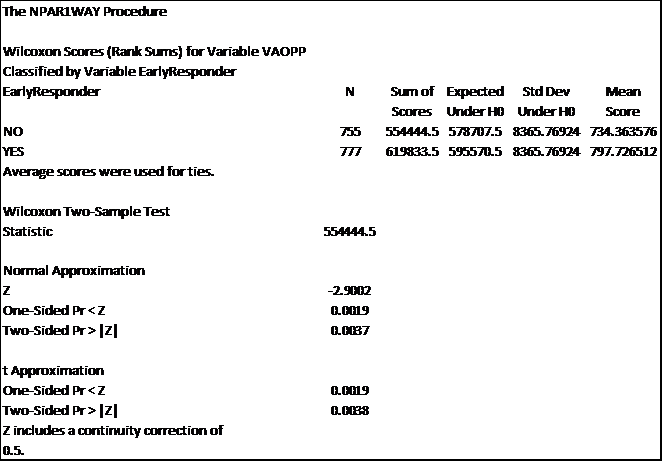 The NPAR1WAY Procedure
Wilcoxon Scores (Rank Sums) for Variable VAOPP
Classified by Variable EarlyResponder
EarlyResponder N Sum of Expected Std Dev Mean
Scores Under H0 Under H0 Score
NO 755 554444.5 578707.5 8365.76924 734.363576
YES 777 619833.5 595570.5 8365.76924 797.726512
Average scores were used for ties.
Wilcoxon Two-Sample Test
Statistic 554444.5
Normal Approximation
Z -2.9002
One-Sided Pr < Z 0.0019
Two-Sided Pr > |Z| 0.0037
t Approximation
One-Sided Pr < Z 0.0019
Two-Sided Pr > |Z| 0.0038
Z includes a continuity correction of
0.5.